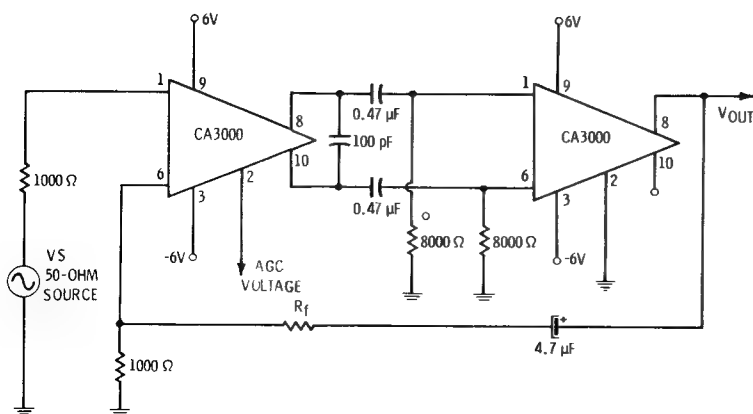 6V
6V
1
9
8
0.47 μF
1
9
8
V_OUT
CA3000
100 pF
CA3000
10
10
1000 Ω
6
2
0.47 μF
6
2
3
3
-6V
8000 Ω
8000 Ω
-6V
VS
50-OHM
SOURCE
AGC
VOLTAGE
Rf
4.7 μF
+
1000 Ω